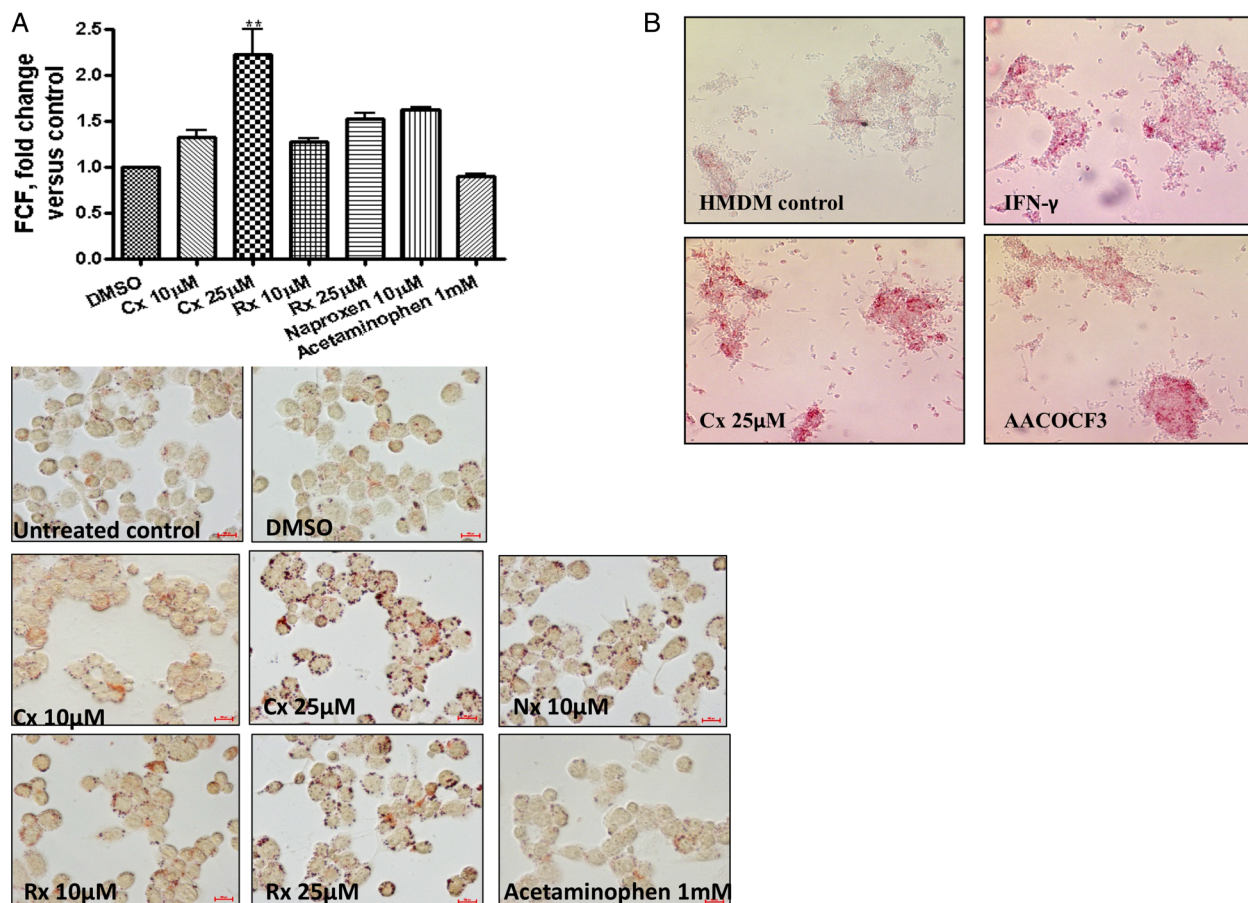 A
FCF, fold change
versus control
2.5
2.0
1.5
1.0
0.5
0.0
**
DMSO
Cx 10μM
Cx 25μM
Rx 10μM
Rx 25μM
Naproxen 10μM
Acetaminophen 1mM
Untreated control
DMSO
Cx 10μM
Cx 25μM
Nx 10μM
Rx 10μM
Rx 25μM
Acetaminophen 1mM
B
HMDM control
IFN-γ
Cx 25μM
AACOCF3